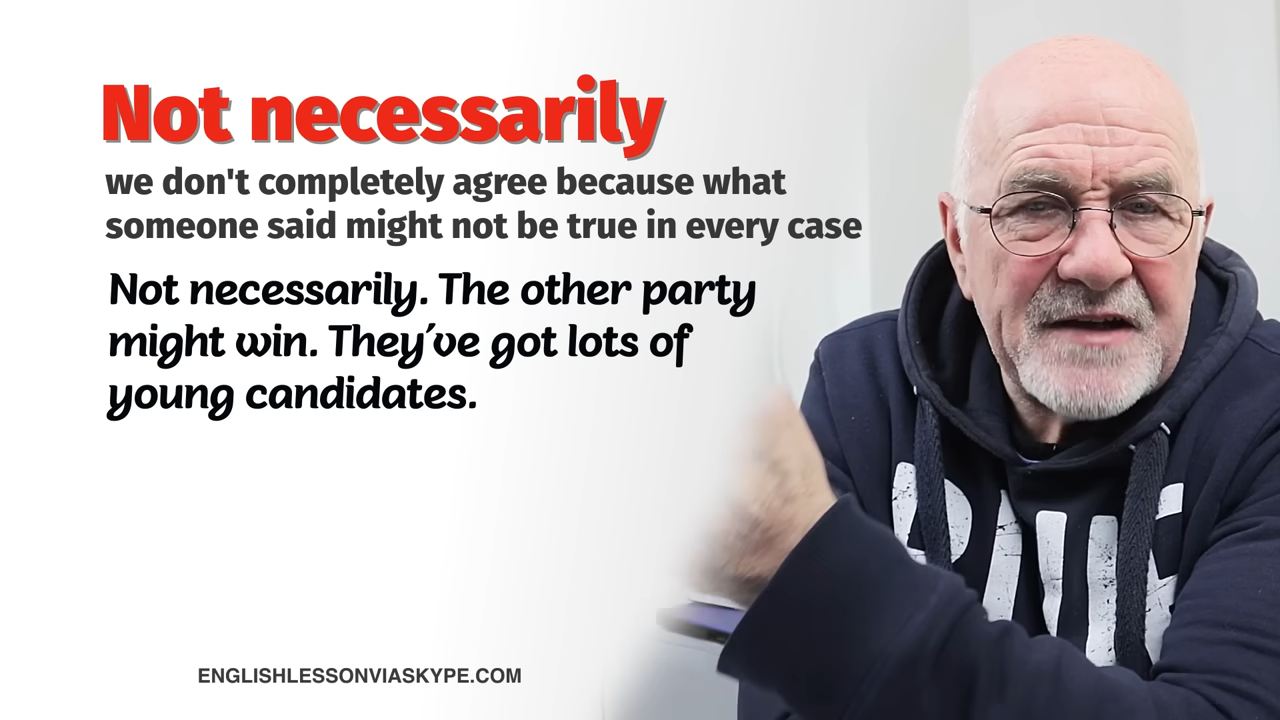 Not necessarily
we don't completely agree because what
someone said might not be true in every case
Not necessarily. The other party
might win. They've got lots of
young candidates.
ENGLISHLESSONVIASKYPE.COM